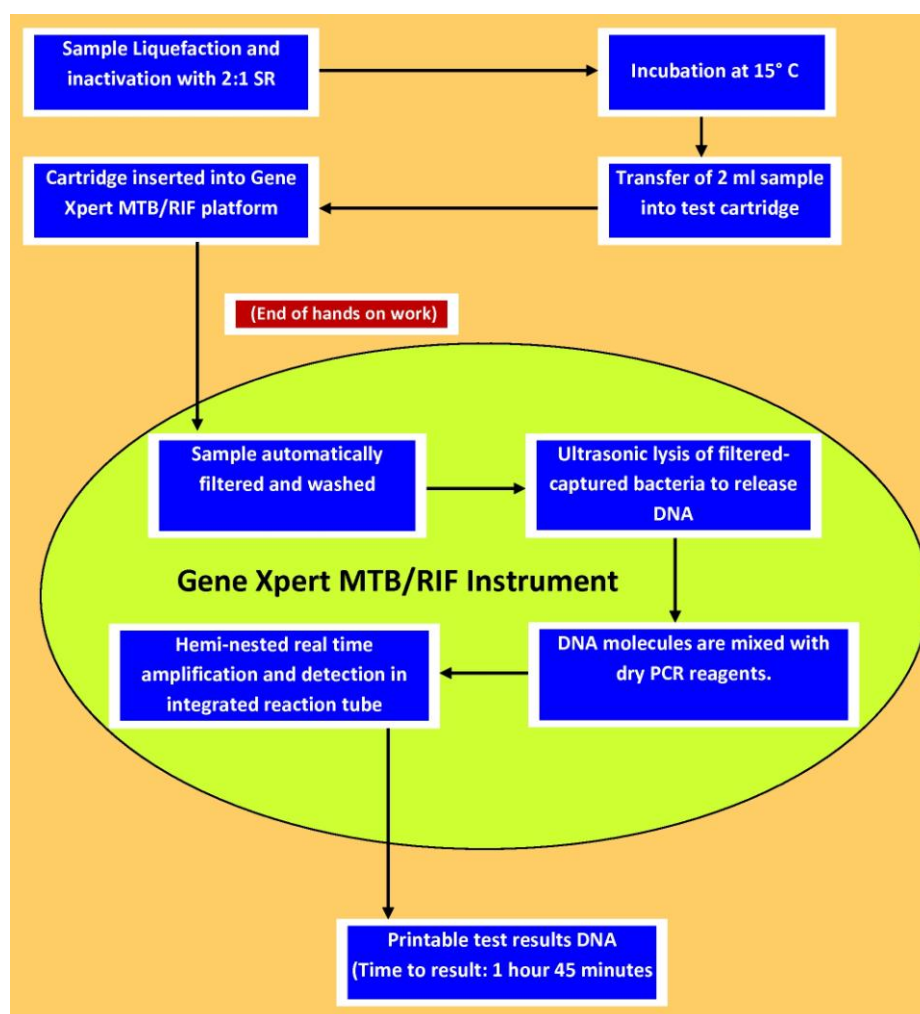 Sample Liquefaction and
inactivation with 2:1 SR
Incubation at 15° C
Transfer of 2 ml sample
into test cartridge
Cartridge inserted into Gene
Xpert MTB/RIF platform
(End of hands on work)
Sample automatically
filtered and washed
Ultrasonic lysis of filtered-
captured bacteria to release
DNA
Gene Xpert MTB/RIF Instrument
DNA molecules are mixed with
dry PCR reagents.
Hemi-nested real time
amplification and detection in
integrated reaction tube
Printable test results DNA
(Time to result: 1 hour 45 minutes